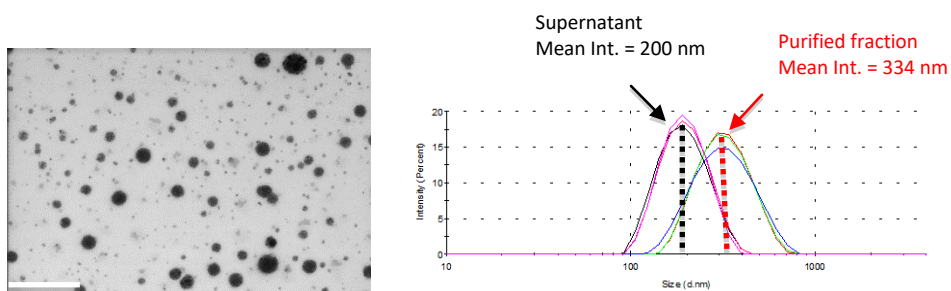 Supernatant
Mean Int. = 200 nm
Purified fraction
Mean Int. = 334 nm
20
15
10
5
0
Intensity (Percent)
10
100
1000
Size (d.nm)